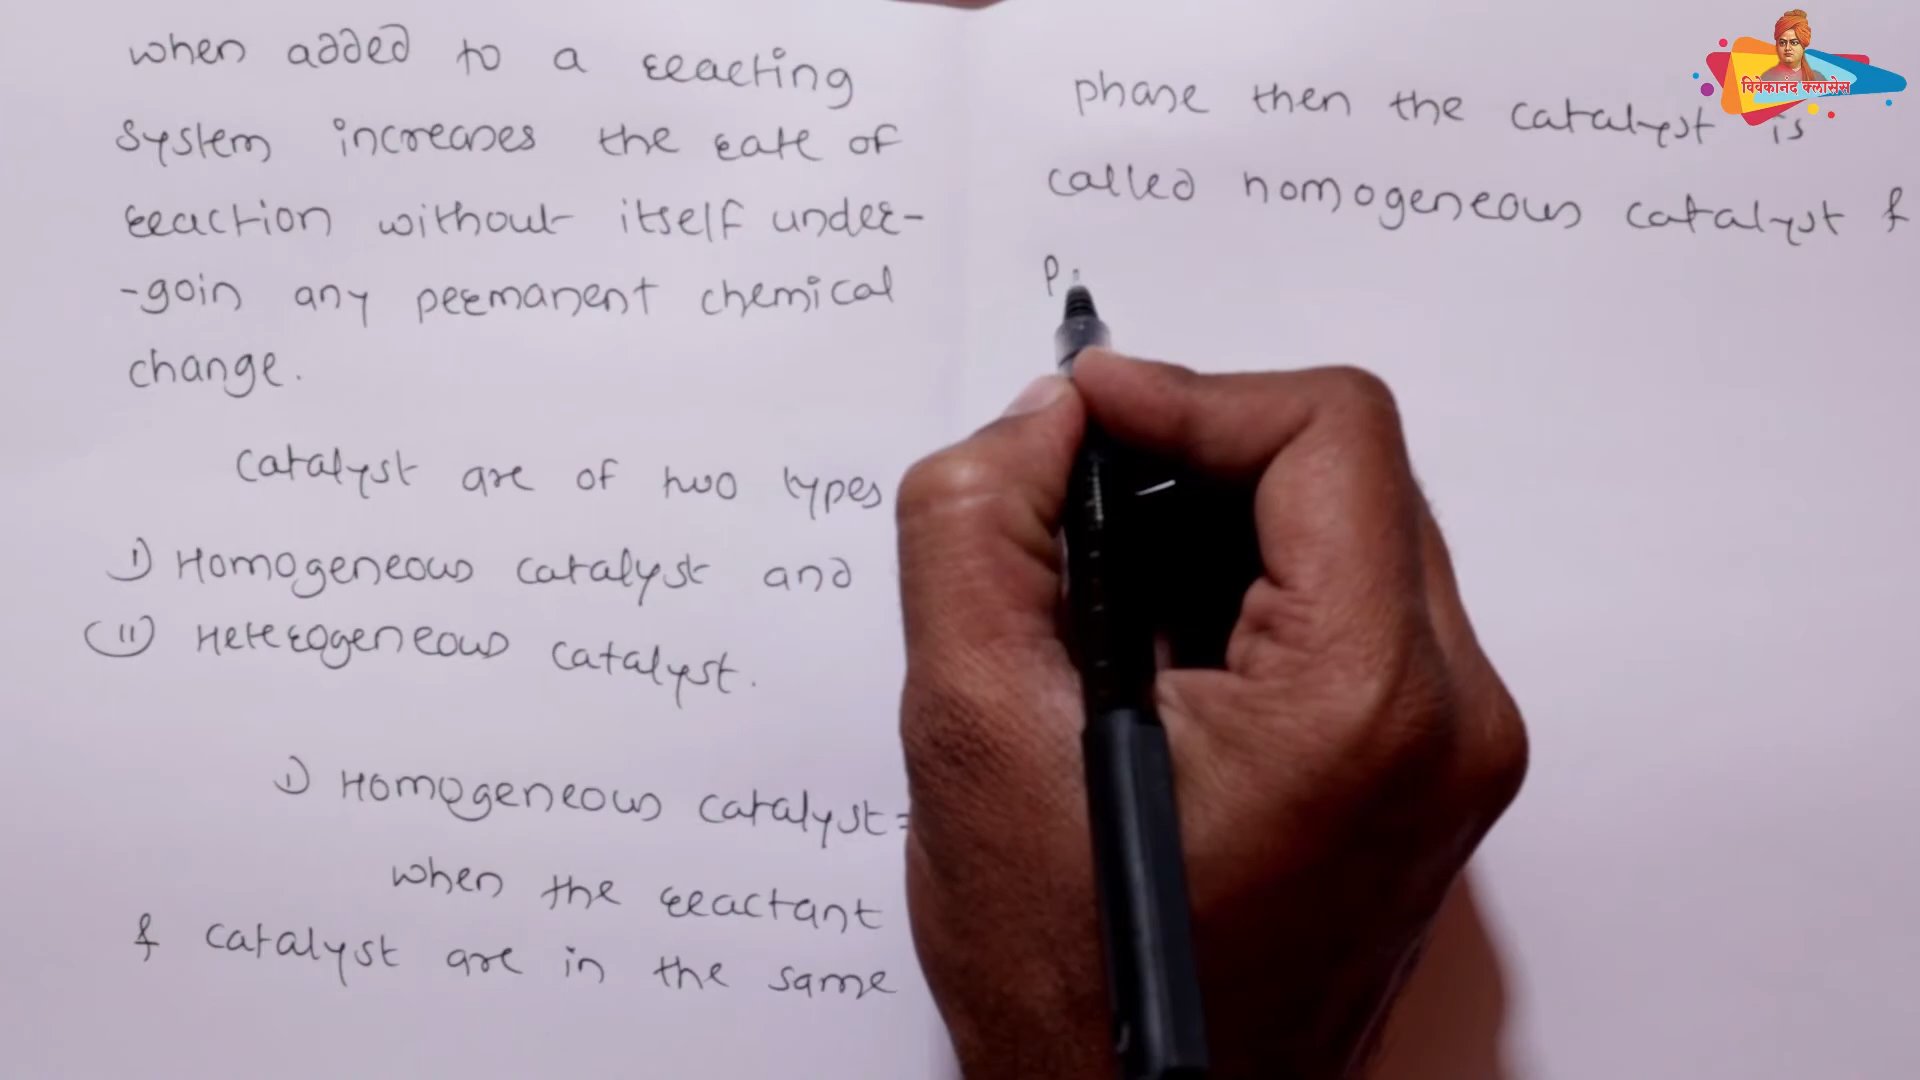 when added to a reacting
system increases the rate of
reaction without itself under-
-goin any permanent chemical
change.
catalyst are of two types
i) Homogeneous catalyst and
(ii) Heterogeneous catalyst.
i) Homogeneous catalyst =
when the reactant
& catalyst are in the same
phase then the catalyst is
called homogeneous catalyst &
P
विवेकानंद क्लासेस